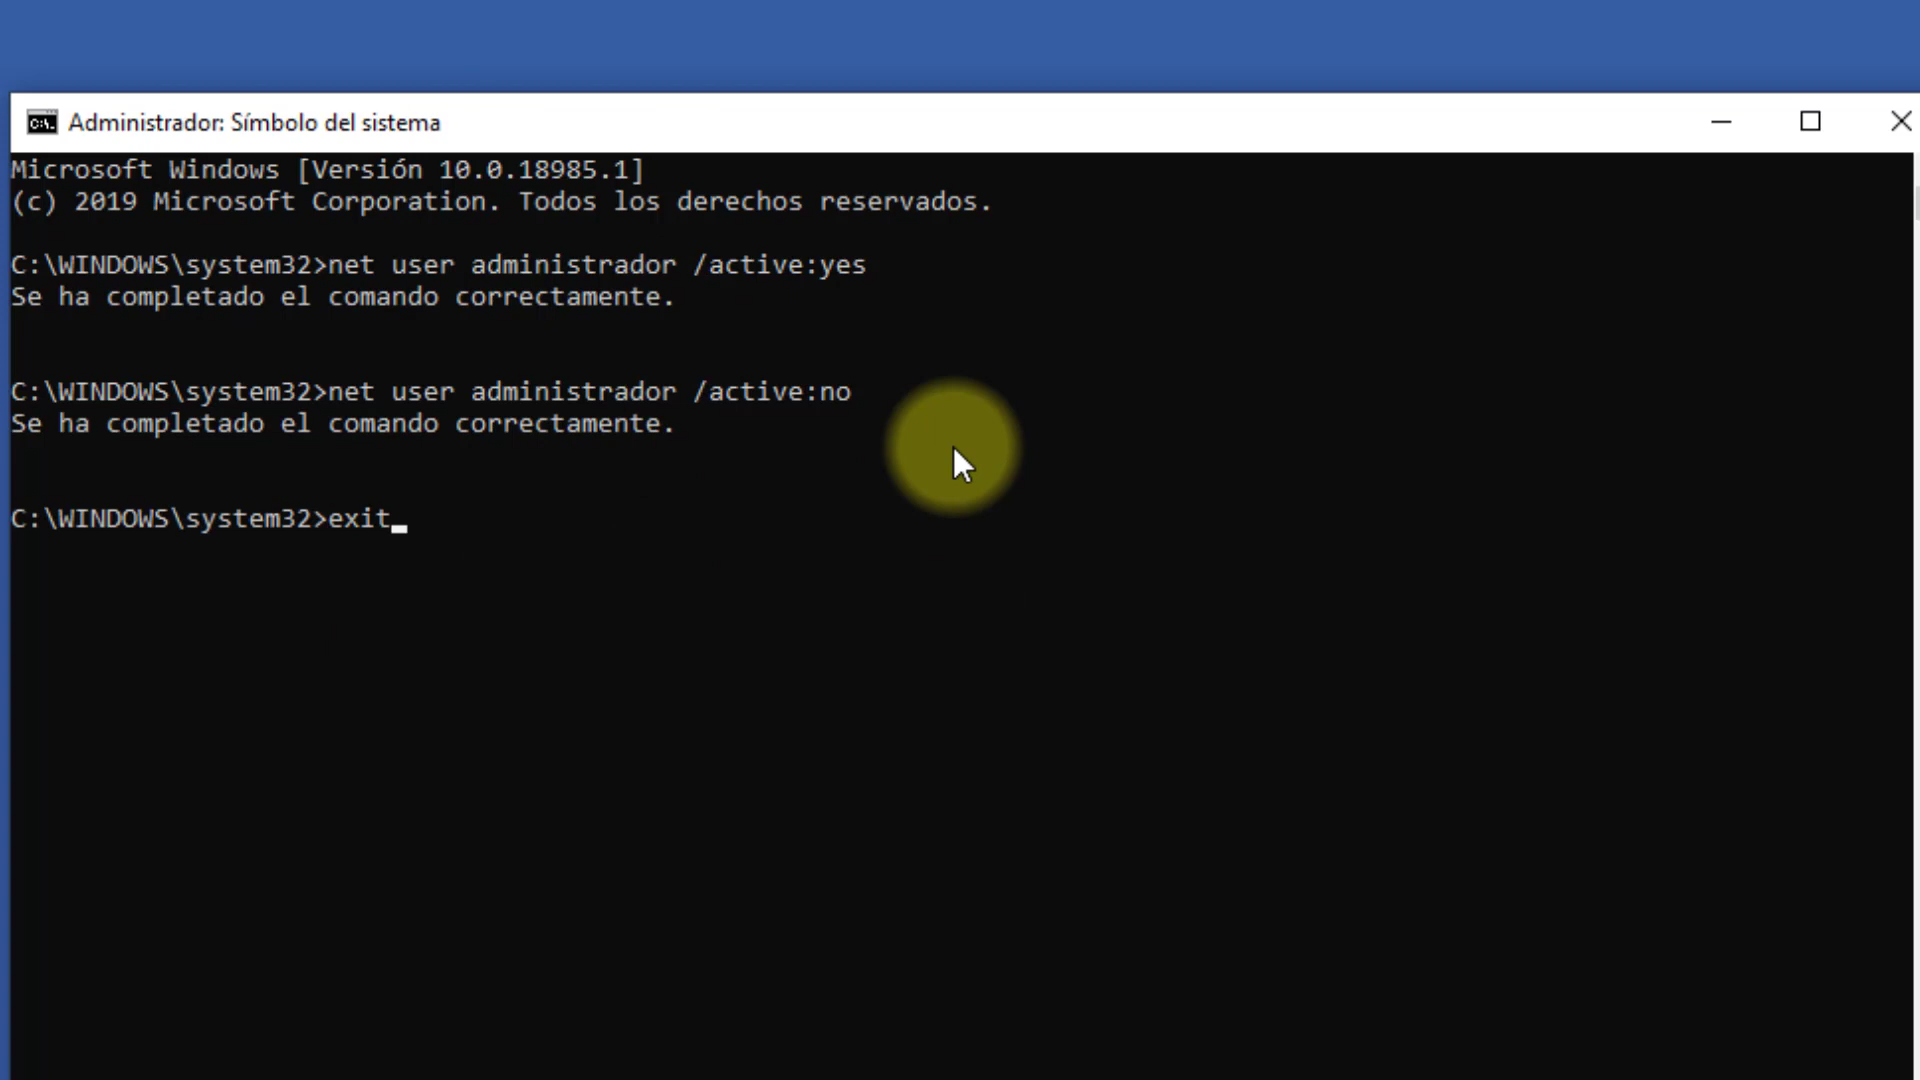 Administrador: Símbolo del sistema
Microsoft Windows [Versión 10.0.18985.1]
(c) 2019 Microsoft Corporation. Todos los derechos reservados.
C:\WINDOWS\system32>net user administrador /active:yes
Se ha completado el comando correctamente.
C:\WINDOWS\system32>net user administrador /active:no
Se ha completado el comando correctamente.
C:\WINDOWS\system32>exit